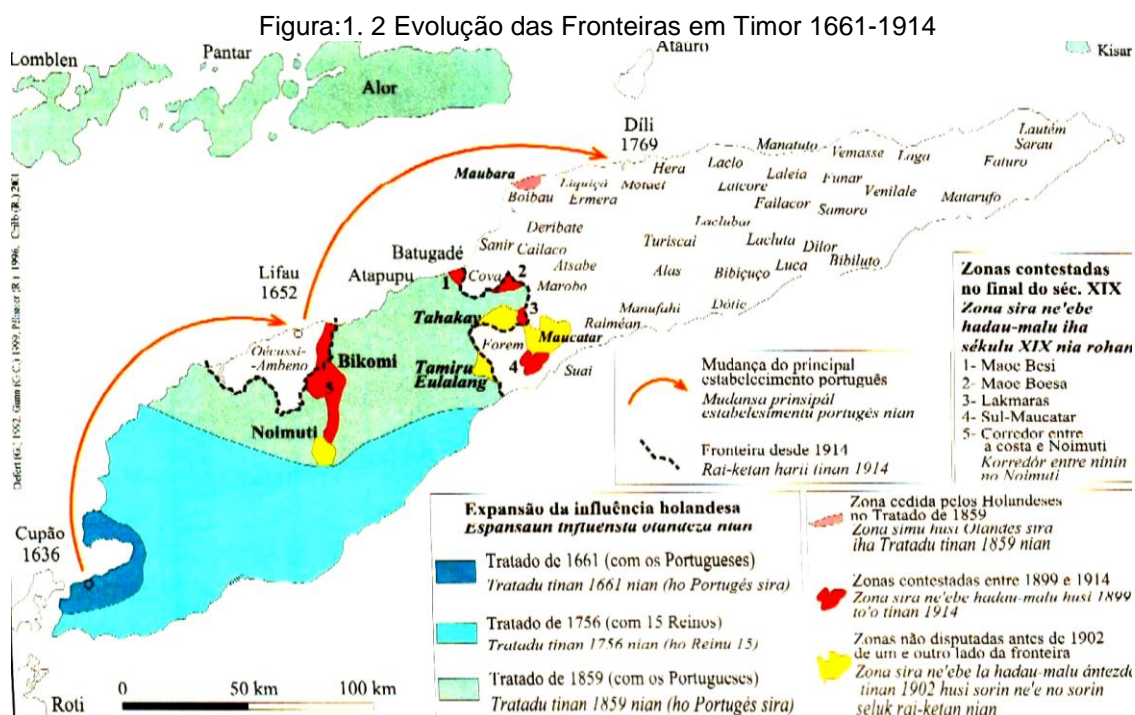 Figura:1. 2 Evolução das Fronteiras em Timor 1661-1914
Lomblen
Pantar
Alor
Atauro
Kisar
Díli
1769
Maubara
Boibau
Liquiçá
Ermera
Motael
Hera
Laclo
Manatuto
Laleia
Vemasse
Laga
Lautém
Sarau
Faturo
Funar
Venilale
Matarufo
Laicore
Failacor
Samoro
Deribate
Laclubar
Turiscai
Lacluta
Dilor
Bibiluto
Luca
Alas
Bibiçuço
Sanir
Cailaco
Atsabe
Marobo
Manufahi
Dótic
Raiméan
Suai
Batugadé
Cova
Atapupu
Lifau
1652
Oécussi-
Ambeno
Bikomi
Noimuti
Tahakay
Maucatar
Forem
Tamiru
Eulalang
1
2
3
4
5
Cupão
1636
Roti
0 50 km 100 km
Mudança do principal
estabelecimento português
Mudansa prinsipál
estabelesimentu portugés nian
Fronteira desde 1914
Rai-ketan harii tinan 1914
Zonas contestadas
no final do séc. XIX
Zona sira ne'ebe
hadau-malu iha
sékulu XIX nia rohan
1- Maoe Besi
2- Maoe Boesa
3- Lakmaras
4- Sul-Maucatar
5- Corredor entre
a costa e Noimuti
Korredór entre ninin
no Noimuti
Expansão da influência holandesa
Espansaun influénsia olandeza nian
Tratado de 1661 (com os Portugueses)
Tratadu tinan 1661 nian (ho Portugés sira)
Tratado de 1756 (com 15 Reinos)
Tratadu tinan 1756 nian (ho Reinu 15)
Tratado de 1859 (com os Portugueses)
Tratadu tinan 1859 nian (ho Portugés sira)
Zona cedida pelos Holandeses
no Tratado de 1859
Zona simu husi Olandes sira
iha Tratadu tinan 1859 nian
Zonas contestadas entre 1899 e 1914
Zona sira ne'ebe hadau-malu husi 1899
to'o tinan 1914
Zonas não disputadas antes de 1902
de um e outro lado da fronteira
Zona sira ne'ebe la hadau-malu ántezde
tinan 1902 husi sorin ne'e no sorin
seluk rai-ketan nian